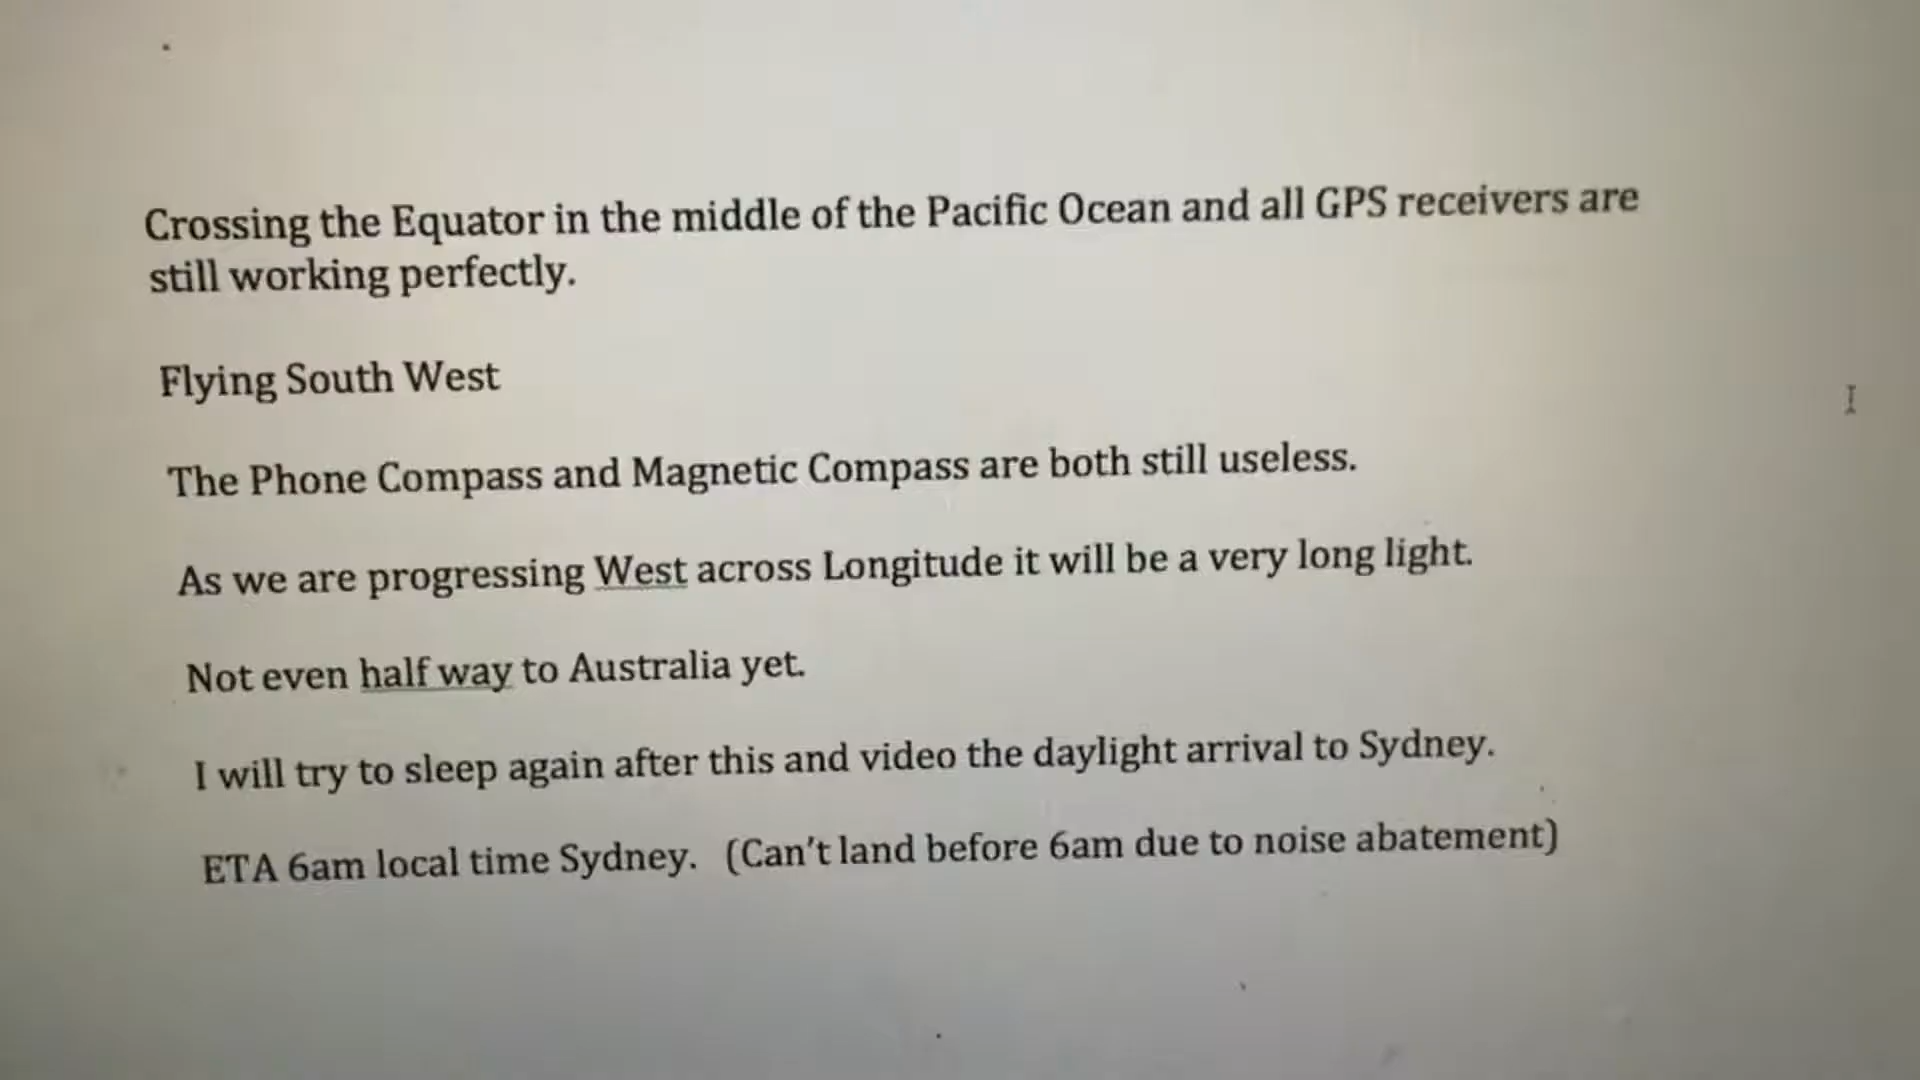 Crossing the Equator in the middle of the Pacific Ocean and all GPS receivers are
still working perfectly.
Flying South West
The Phone Compass and Magnetic Compass are both still useless.
As we are progressing West across Longitude it will be a very long light.
Not even half way to Australia yet.
I will try to sleep again after this and video the daylight arrival to Sydney.
ETA 6am local time Sydney. (Can't land before 6am due to noise abatement)